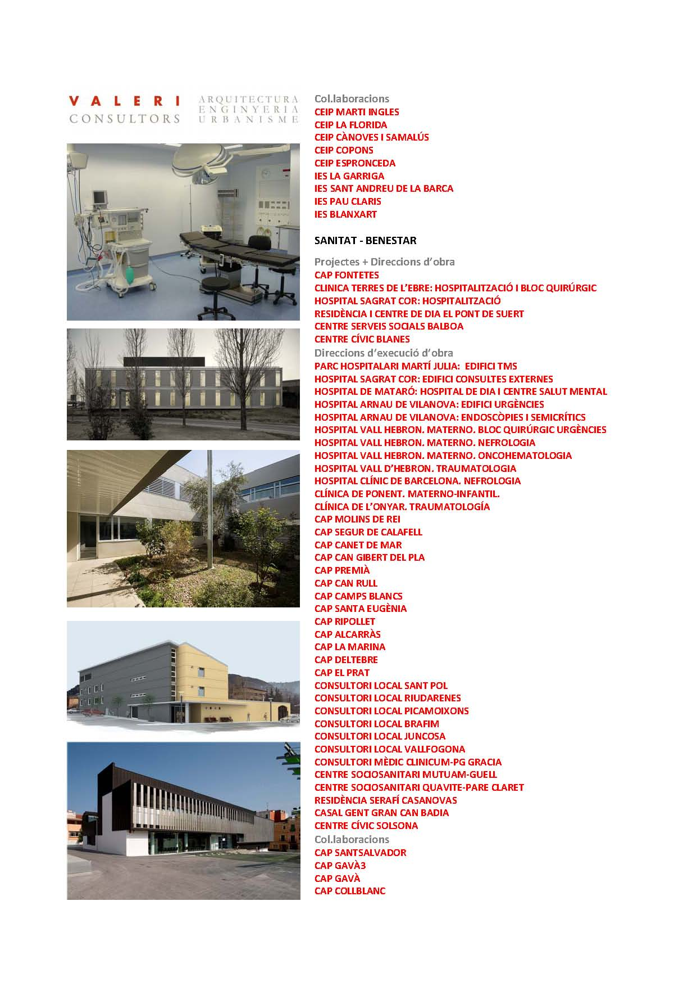 VALERI
CONSULTORS
ARQUITECTURA
ENGINYERIA
URBANISME
Col.laboracions
CEIP MARTI INGLES
CEIP LA FLORIDA
CEIP CÀNOVES I SAMALÚS
CEIP COPONS
CEIP ESPRONCEDA
IES LA GARRIGA
IES SANT ANDREU DE LA BARCA
IES PAU CLARIS
IES BLANXART
SANITAT - BENESTAR
Projectes + Direccions d’obra
CAP FONTETES
CLINICA TERRES DE L’EBRE: HOSPITALITZACIÓ I BLOC QUIRÚRGIC
HOSPITAL SAGRAT COR: HOSPITALITZACIÓ
RESIDÈNCIA I CENTRE DE DIA EL PONT DE SUERT
CENTRE SERVEIS SOCIALS BALBOA
CENTRE CÍVIC BLANES
Direccions d’execució d’obra
PARC HOSPITALARI MARTÍ JULIA: EDIFICI TMS
HOSPITAL SAGRAT COR: EDIFICI CONSULTES EXTERNES
HOSPITAL DE MATARÓ: HOSPITAL DE DIA I CENTRE SALUT MENTAL
HOSPITAL ARNAU DE VILANOVA: EDIFICI URGÈNCIES
HOSPITAL ARNAU DE VILANOVA: ENDOSCÒPIES I SEMICRÍTICS
HOSPITAL VALL HEBRON. MATERNO. BLOC QUIRÚRGIC URGÈNCIES
HOSPITAL VALL HEBRON. MATERNO. NEFROLOGIA
HOSPITAL VALL HEBRON. MATERNO. ONCOHEMATOLOGIA
HOSPITAL VALL D’HEBRON. TRAUMATOLOGIA
HOSPITAL CLÍNIC DE BARCELONA. NEFROLOGIA
CLÍNICA DE PONENT. MATERNO-INFANTIL.
CLÍNICA DE L’ONYAR. TRAUMATOLOGÍA
CAP MOLINS DE REI
CAP SEGUR DE CALAFELL
CAP CANET DE MAR
CAP CAN GIBERT DEL PLA
CAP PREMIÀ
CAP CAN RULL
CAP CAMPS BLANCS
CAP SANTA EUGÈNIA
CAP RIPOLLET
CAP ALCARRÀS
CAP LA MARINA
CAP DELTEBRE
CAP EL PRAT
CONSULTORI LOCAL SANT POL
CONSULTORI LOCAL RIUDARENES
CONSULTORI LOCAL PICAMOIXONS
CONSULTORI LOCAL BRAFIM
CONSULTORI LOCAL JUNCOSA
CONSULTORI LOCAL VALLFOGONA
CONSULTORI MÈDIC CLINICUM-PG GRACIA
CENTRE SOCIOSANITARI MUTUAM-GUELL
CENTRE SOCIOSANITARI QUAVITE-PARE CLARET
RESIDÈNCIA SERAFÍ CASANOVAS
CASAL GENT GRAN CAN BADIA
CENTRE CÍVIC SOLSONA
Col.laboracions
CAP SANTSALVADOR
CAP GAVÀ3
CAP GAVÀ
CAP COLLBLANC